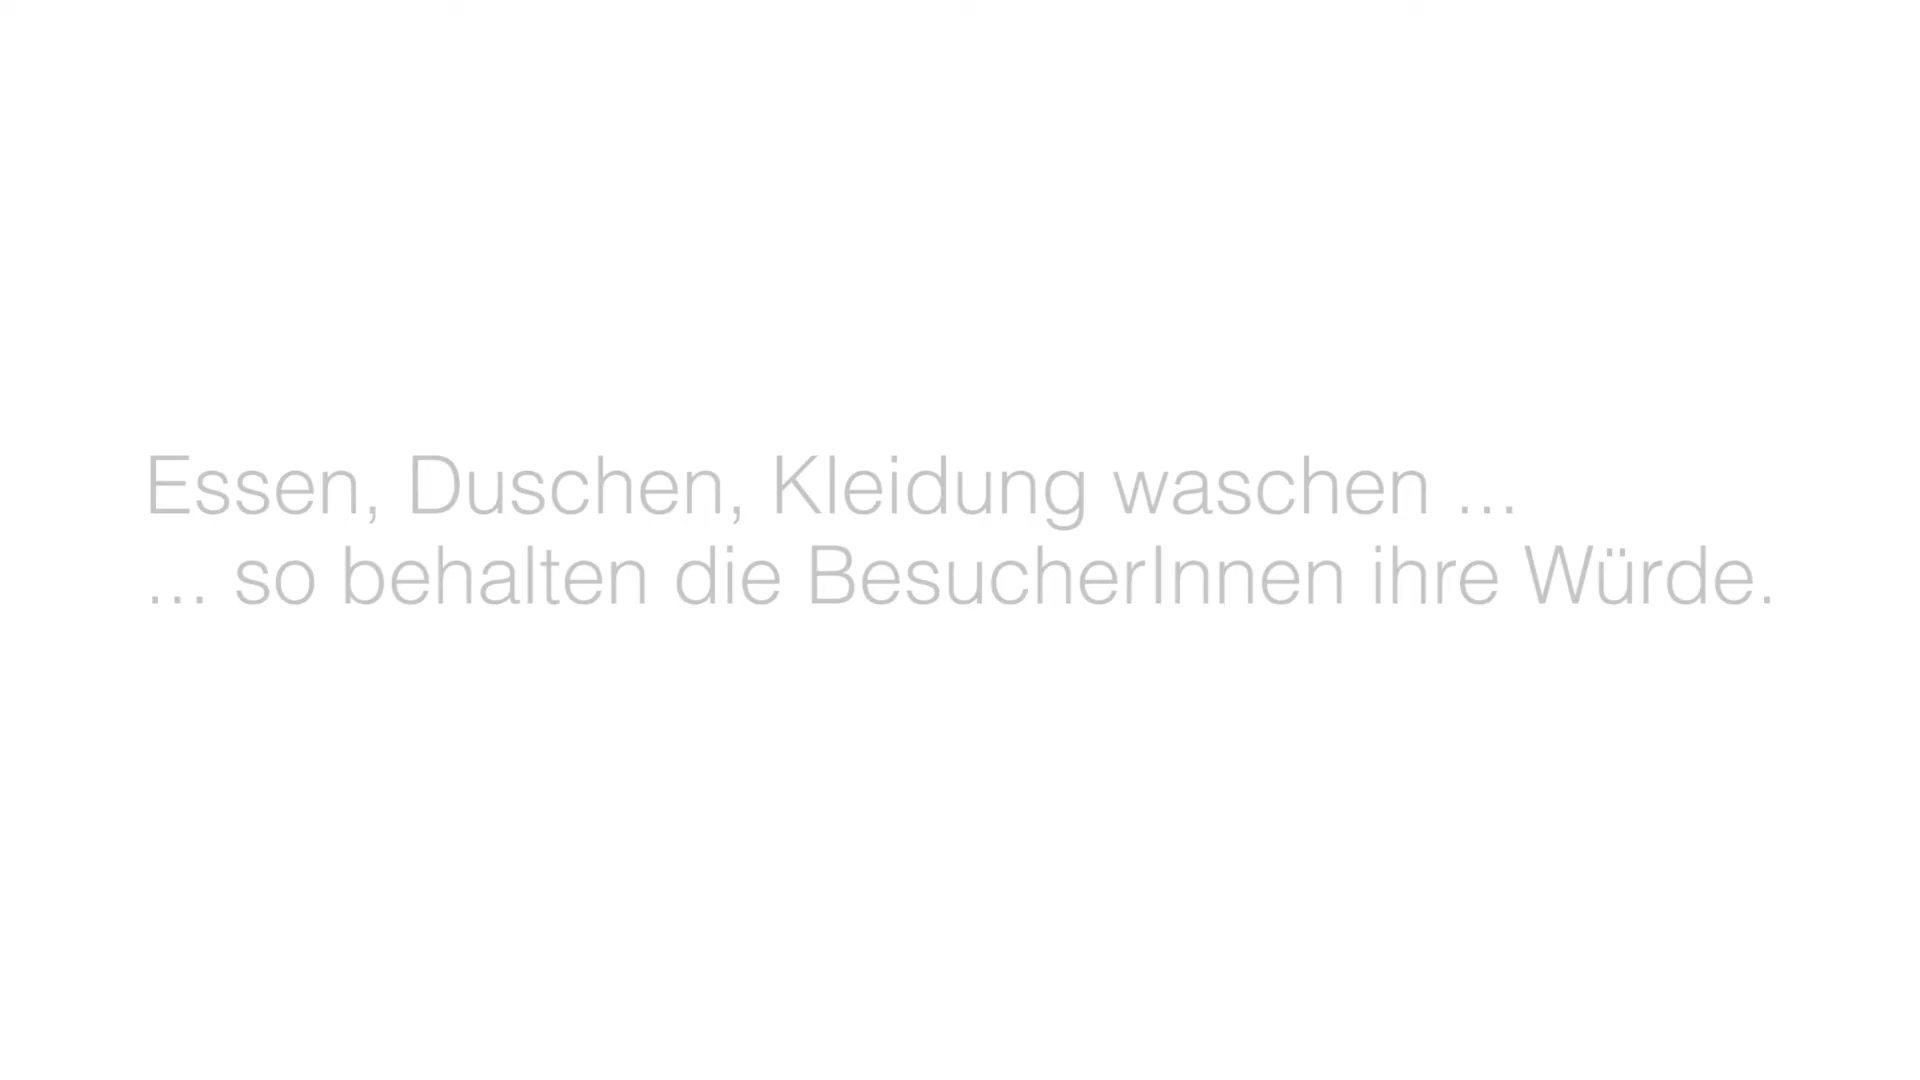 Essen, Duschen, Kleidung waschen ...
... so behalten die BesucherInnen ihre Würde.